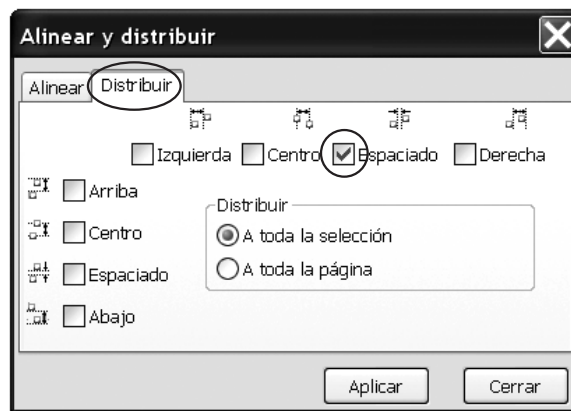 Alinear y distribuir
Alinear Distribuir
Izquierda Centro Espaciado Derecha
Arriba
Distribuir
Centro
A toda la selección
Espaciado
A toda la página
Abajo
Aplicar Cerrar